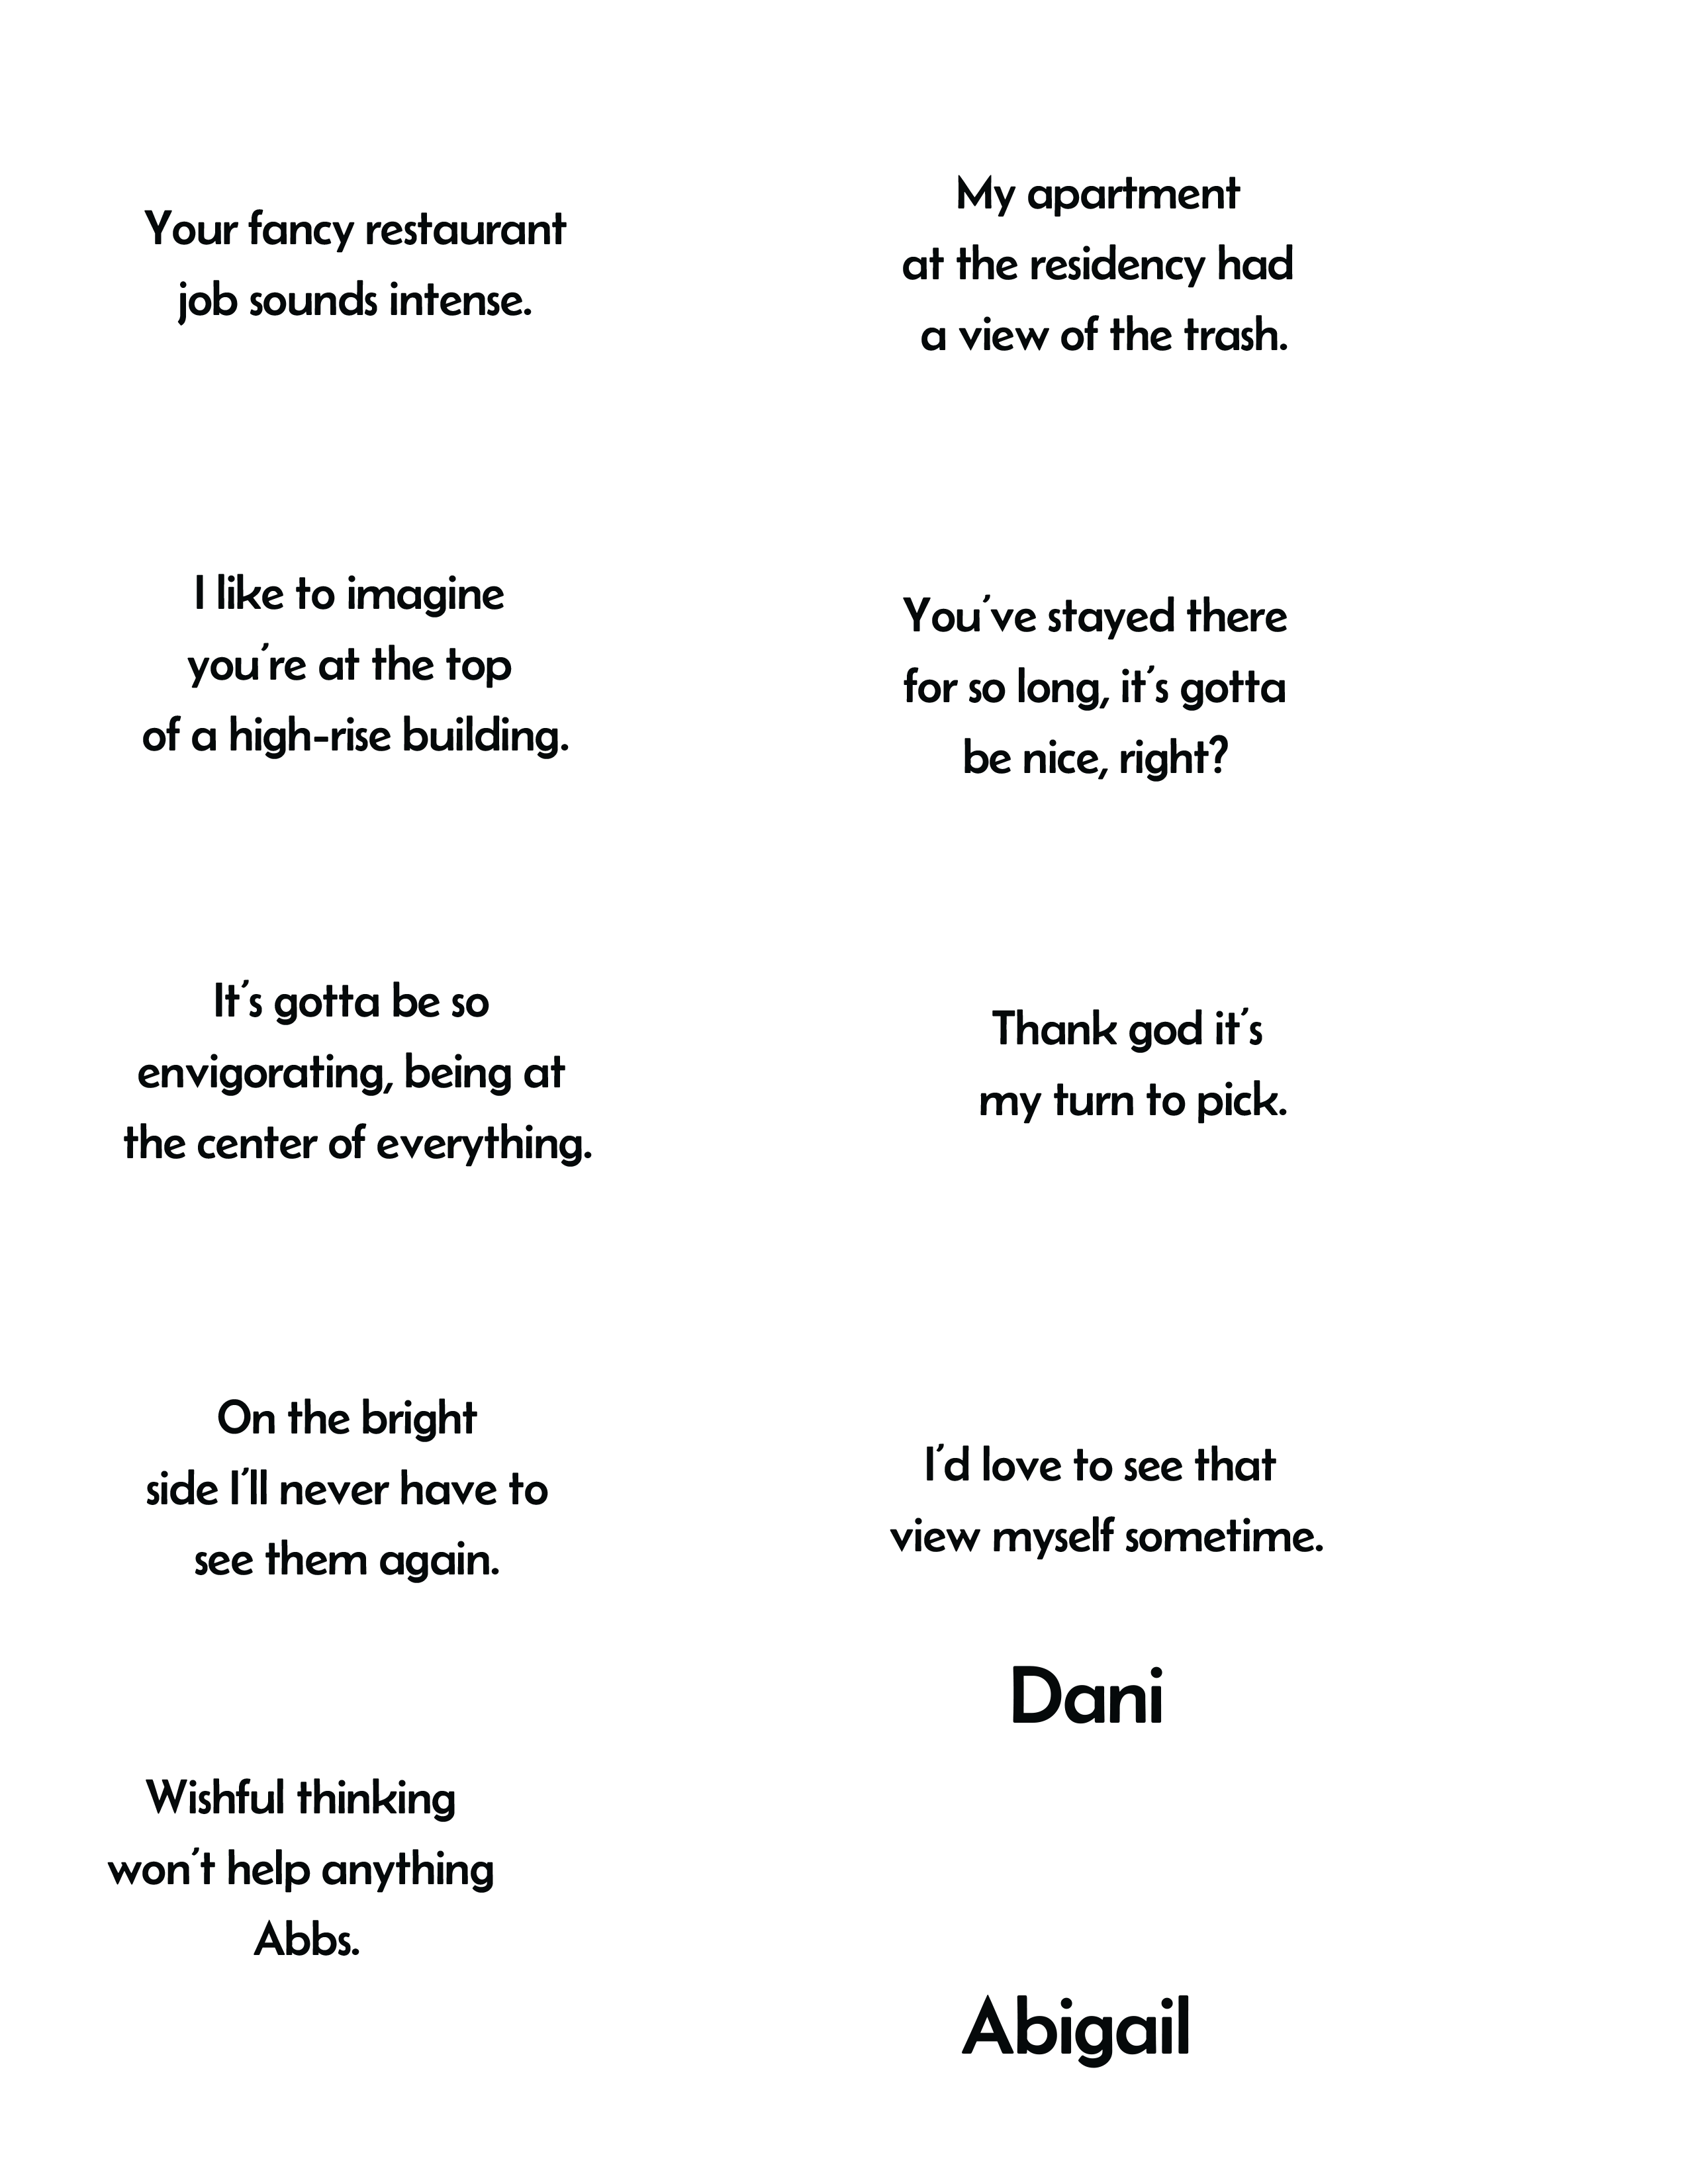 Your fancy restaurant
job sounds intense.
My apartment
at the residency had
a view of the trash.
I like to imagine
you're at the top
of a high-rise building.
You've stayed there
for so long, it's gotta
be nice, right?
It's gotta be so
envigorating, being at
the center of everything.
Thank god it's
my turn to pick.
On the bright
side I'll never have to
see them again.
I'd love to see that
view myself sometime.
Dani
Wishful thinking
won't help anything
Abbs.
Abigail